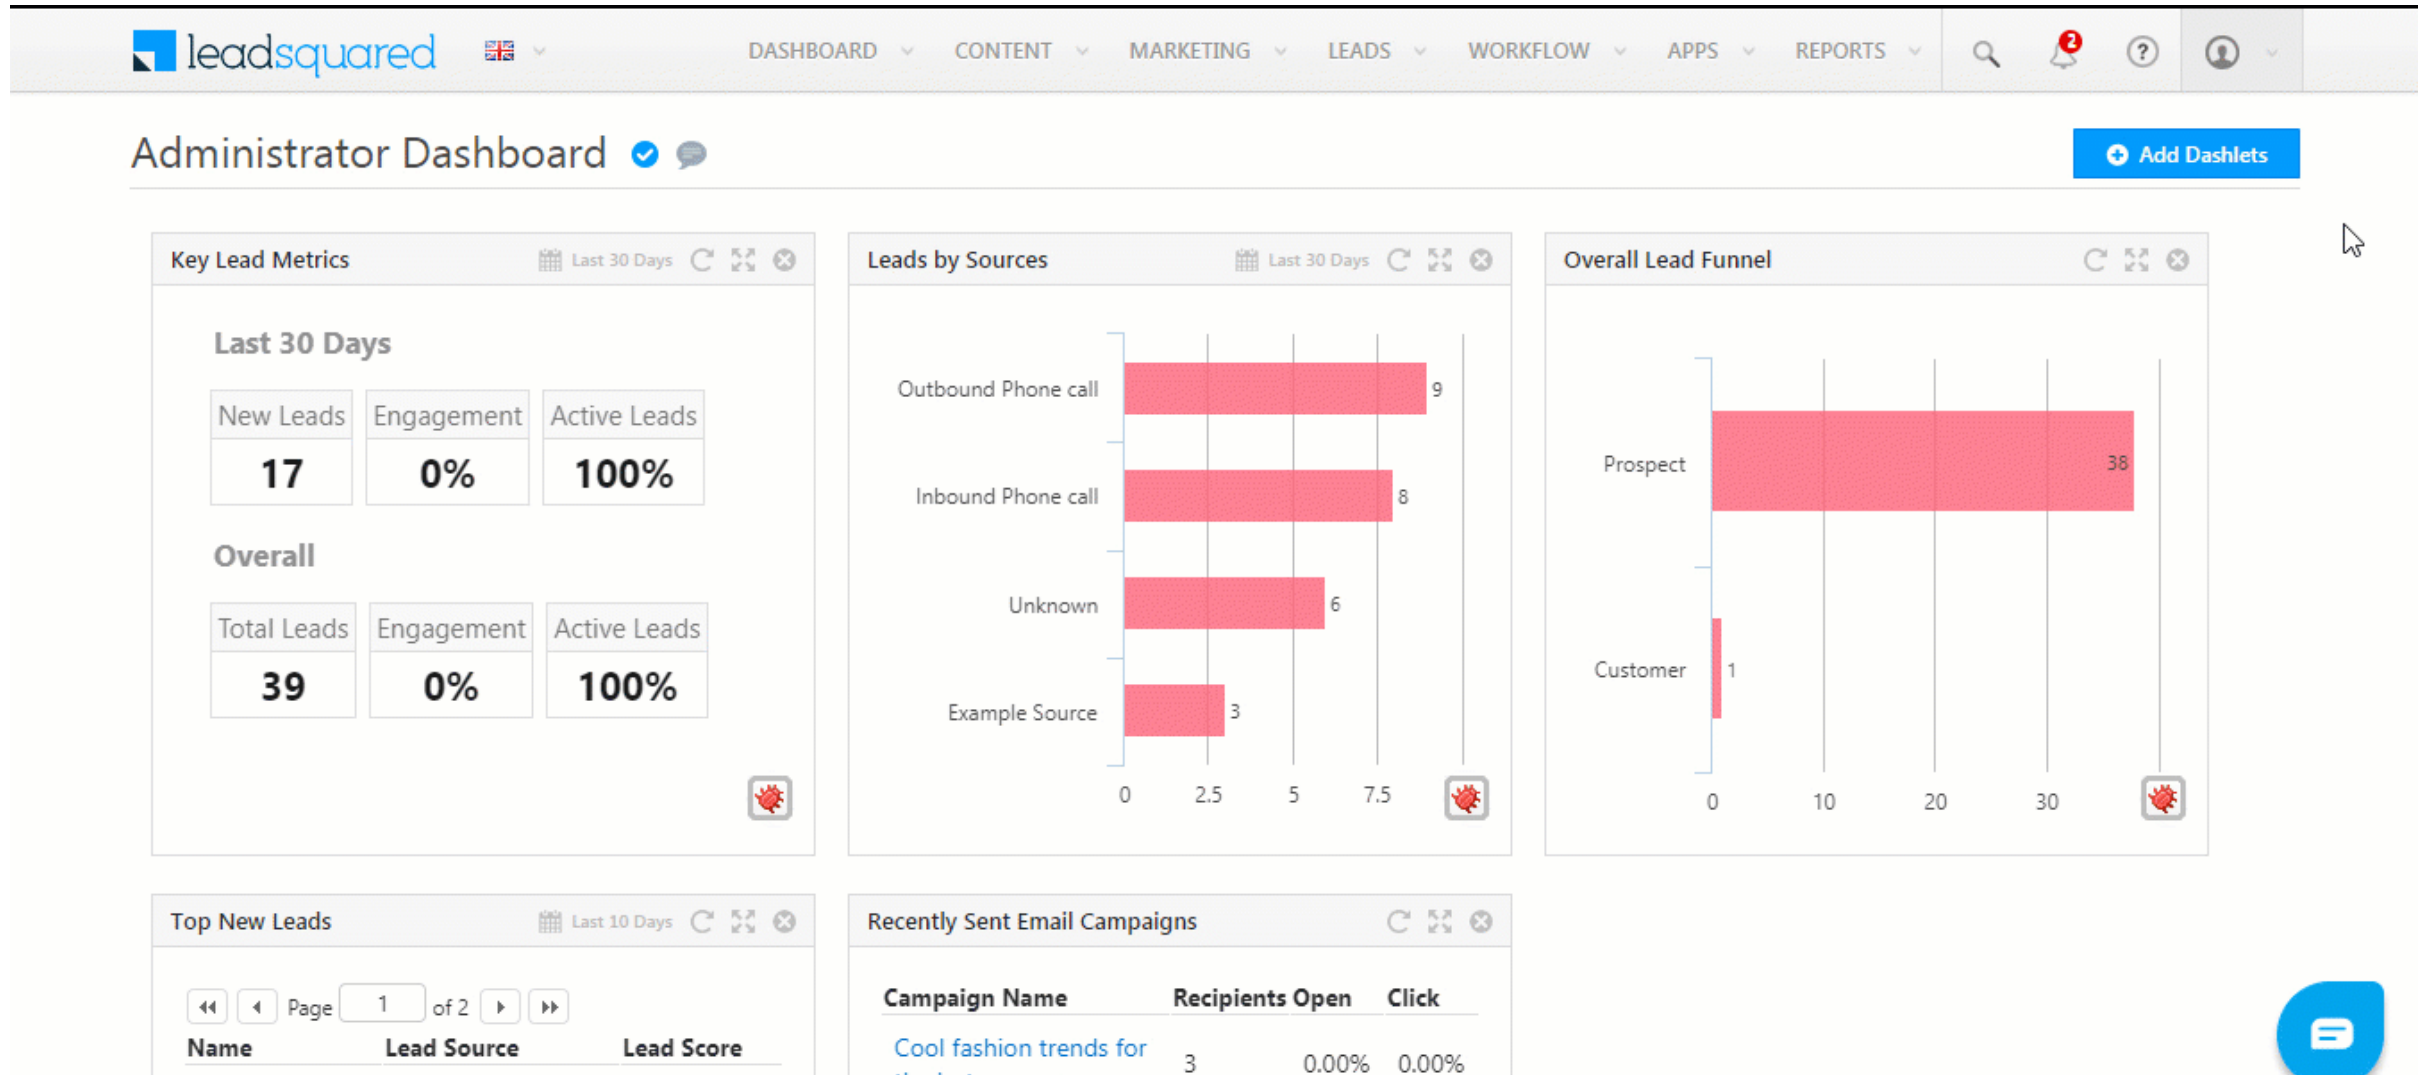 leadsquared
DASHBOARD CONTENT MARKETING LEADS WORKFLOW APPS REPORTS 2 ?
Administrator Dashboard
Add Dashlets
Key Lead Metrics Last 30 Days
Last 30 Days
New Leads Engagement Active Leads
17 0% 100%
Overall
Total Leads Engagement Active Leads
39 0% 100%
Leads by Sources Last 30 Days
Outbound Phone call 9
Inbound Phone call 8
Unknown 6
Example Source 3
0 2.5 5 7.5
Overall Lead Funnel
Prospect 38
Customer 1
0 10 20 30
Top New Leads Last 10 Days
Page 1 of 2
Name Lead Source Lead Score
Recently Sent Email Campaigns
Campaign Name Recipients Open Click
Cool fashion trends for 3 0.00% 0.00%